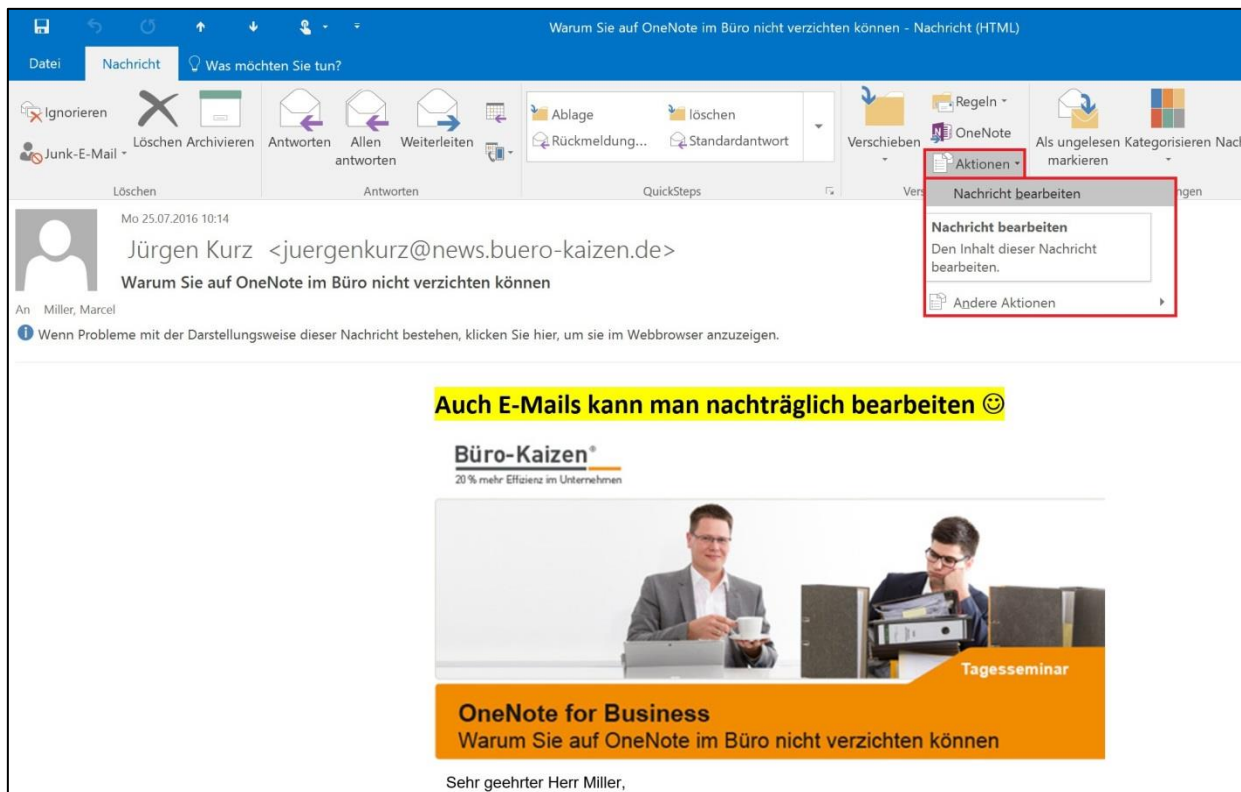 Warum Sie auf OneNote im Büro nicht verzichten können - Nachricht (HTML)
Datei Nachricht Was möchten Sie tun?
Ignorieren
Junk-E-Mail
Löschen Archivieren
Löschen
Antworten Allen antworten Weiterleiten
Antworten
Ablage löschen
Rückmeldung... Standardantwort
QuickSteps
Verschieben
Regeln
OneNote
Aktionen
Als ungelesen markieren
Kategorisieren
Nachricht bearbeiten
Nachricht bearbeiten
Den Inhalt dieser Nachricht
bearbeiten.
Andere Aktionen
Mo 25.07.2016 10:14
Jürgen Kurz <juergenkurz@news.buero-kaizen.de>
Warum Sie auf OneNote im Büro nicht verzichten können
An Miller, Marcel
Wenn Probleme mit der Darstellungsweise dieser Nachricht bestehen, klicken Sie hier, um sie im Webbrowser anzuzeigen.
Auch E-Mails kann man nachträglich bearbeiten ☺
Büro-Kaizen®
20 % mehr Effizienz im Unternehmen
Tagesseminar
OneNote for Business
Warum Sie auf OneNote im Büro nicht verzichten können
Sehr geehrter Herr Miller,